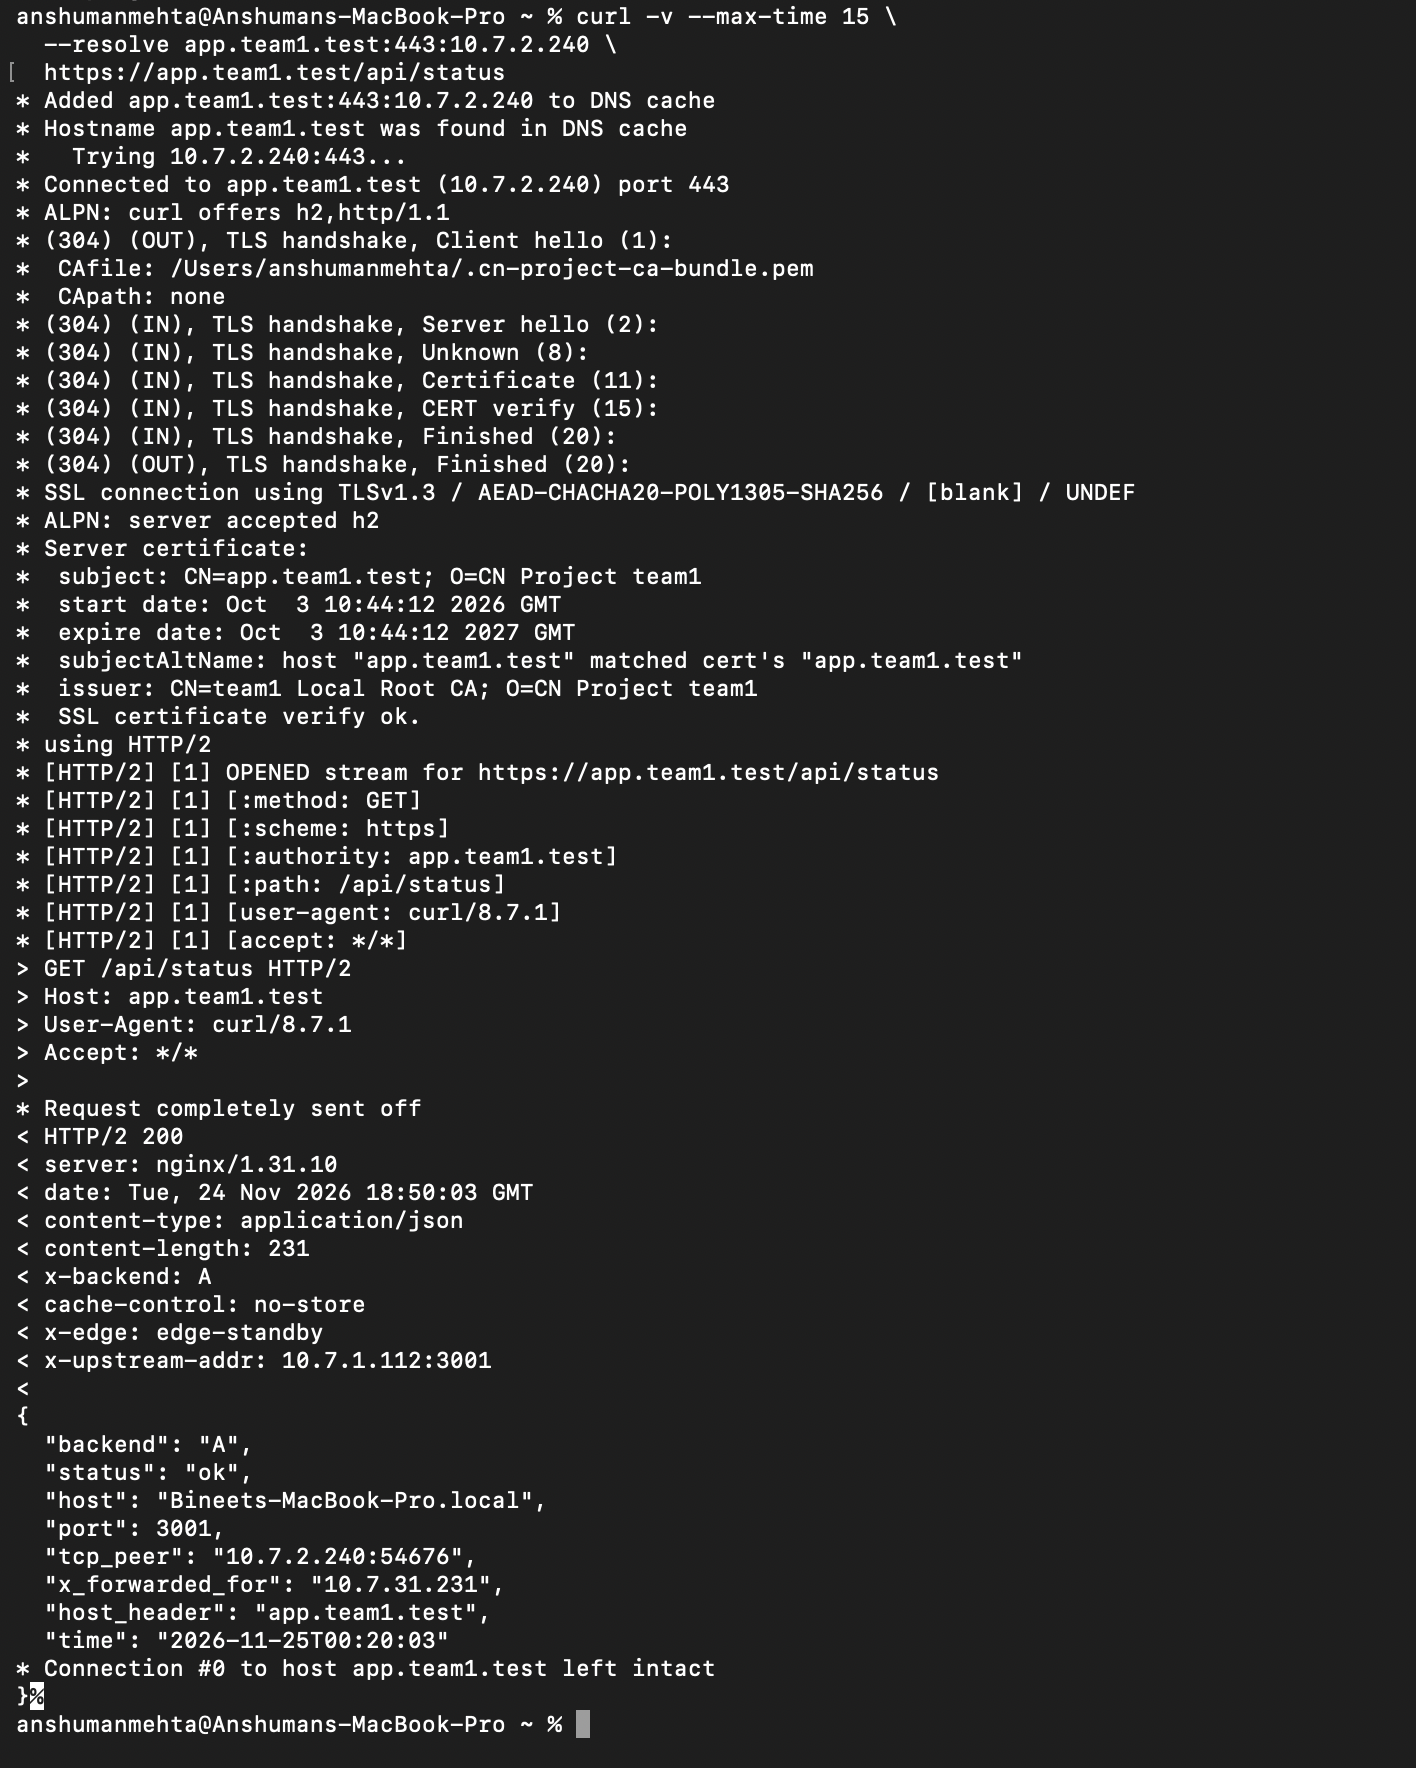 anshumanmehta@Anshumans-MacBook-Pro ~ % curl -v --max-time 15 \
  --resolve app.team1.test:443:10.7.2.240 \
[  https://app.team1.test/api/status
* Added app.team1.test:443:10.7.2.240 to DNS cache
* Hostname app.team1.test was found in DNS cache
*   Trying 10.7.2.240:443...
* Connected to app.team1.test (10.7.2.240) port 443
* ALPN: curl offers h2,http/1.1
* (304) (OUT), TLS handshake, Client hello (1):
*  CAfile: /Users/anshumanmehta/.cn-project-ca-bundle.pem
*  CApath: none
* (304) (IN), TLS handshake, Server hello (2):
* (304) (IN), TLS handshake, Unknown (8):
* (304) (IN), TLS handshake, Certificate (11):
* (304) (IN), TLS handshake, CERT verify (15):
* (304) (IN), TLS handshake, Finished (20):
* (304) (OUT), TLS handshake, Finished (20):
* SSL connection using TLSv1.3 / AEAD-CHACHA20-POLY1305-SHA256 / [blank] / UNDEF
* ALPN: server accepted h2
* Server certificate:
*  subject: CN=app.team1.test; O=CN Project team1
*  start date: Oct  3 10:44:12 2026 GMT
*  expire date: Oct  3 10:44:12 2027 GMT
*  subjectAltName: host "app.team1.test" matched cert's "app.team1.test"
*  issuer: CN=team1 Local Root CA; O=CN Project team1
*  SSL certificate verify ok.
* using HTTP/2
* [HTTP/2] [1] OPENED stream for https://app.team1.test/api/status
* [HTTP/2] [1] [:method: GET]
* [HTTP/2] [1] [:scheme: https]
* [HTTP/2] [1] [:authority: app.team1.test]
* [HTTP/2] [1] [:path: /api/status]
* [HTTP/2] [1] [user-agent: curl/8.7.1]
* [HTTP/2] [1] [accept: */*]
> GET /api/status HTTP/2
> Host: app.team1.test
> User-Agent: curl/8.7.1
> Accept: */*
>
* Request completely sent off
< HTTP/2 200
< server: nginx/1.31.10
< date: Tue, 24 Nov 2026 18:50:03 GMT
< content-type: application/json
< content-length: 231
< x-backend: A
< cache-control: no-store
< x-edge: edge-standby
< x-upstream-addr: 10.7.1.112:3001
<
{
  "backend": "A",
  "status": "ok",
  "host": "Bineets-MacBook-Pro.local",
  "port": 3001,
  "tcp_peer": "10.7.2.240:54676",
  "x_forwarded_for": "10.7.31.231",
  "host_header": "app.team1.test",
  "time": "2026-11-25T00:20:03"
* Connection #0 to host app.team1.test left intact
}%
anshumanmehta@Anshumans-MacBook-Pro ~ %